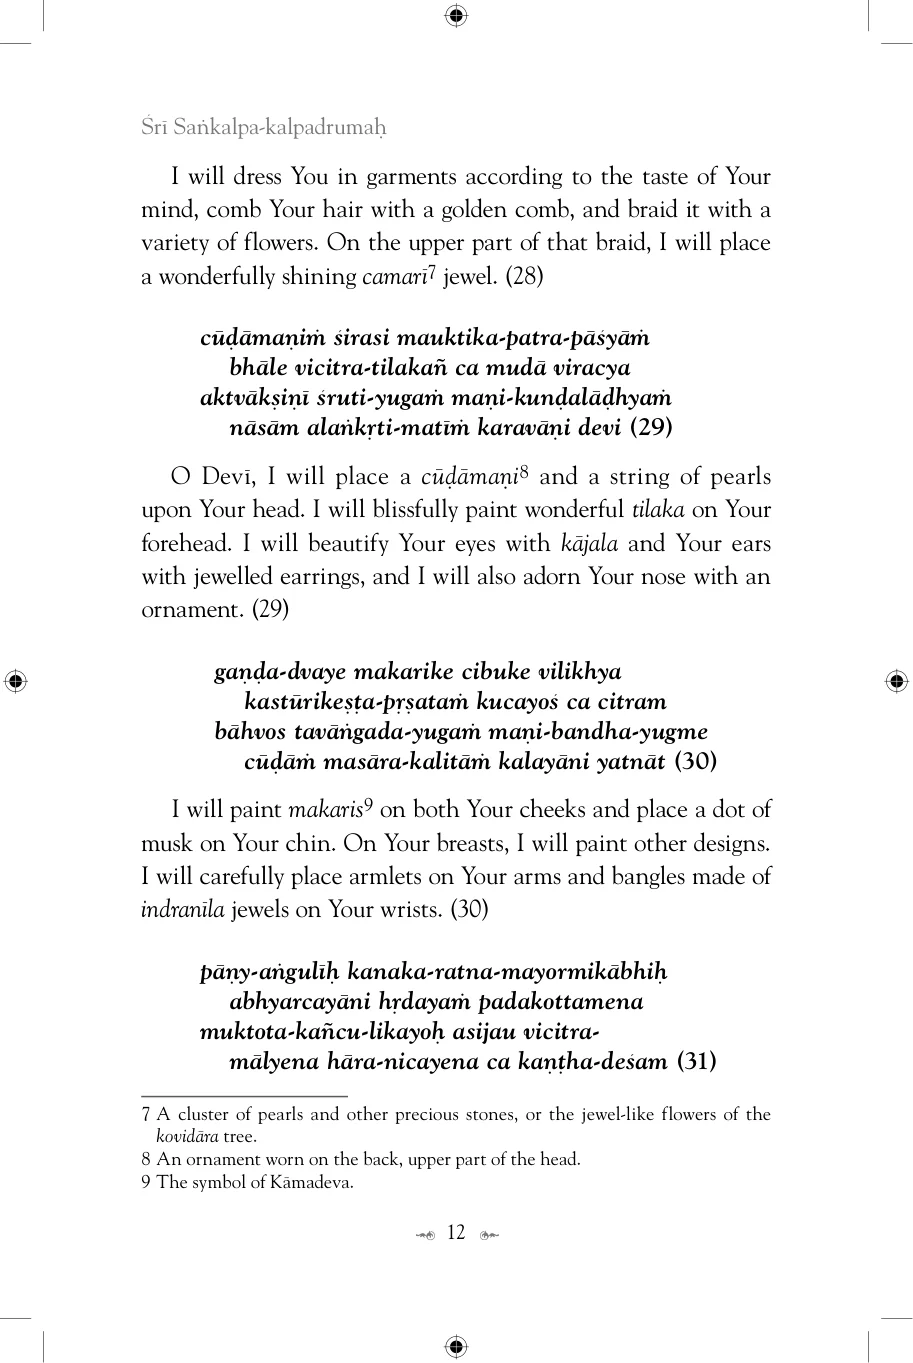 Śrī Saṅkalpa-kalpadrumaḥ
I will dress You in garments according to the taste of Your
mind, comb Your hair with a golden comb, and braid it with a
variety of flowers. On the upper part of that braid, I will place
a wonderfully shining camarī7 jewel. (28)
cūḍāmaṇiṁ śirasi mauktika-patra-pāśyāṁ
bhāle vicitra-tilakañ ca mudā viracya
aktvākṣiṇī śruti-yugaṁ maṇi-kunḍalāḍhyaṁ
nāsām alaṅkṛti-matīṁ karavāṇi devi (29)
O Devī, I will place a cūḍāmaṇi8 and a string of pearls
upon Your head. I will blissfully paint wonderful tilaka on Your
forehead. I will beautify Your eyes with kājala and Your ears
with jewelled earrings, and I will also adorn Your nose with an
ornament. (29)
gaṇḍa-dvaye makarike cibuke vilikhya
kastūrikeṣṭa-pṛṣataṁ kucayoś ca citram
bāhvos tavāṅgada-yugaṁ maṇi-bandha-yugme
cūḍāṁ masāra-kalitāṁ kalayāni yatnāt (30)
I will paint makaris9 on both Your cheeks and place a dot of
musk on Your chin. On Your breasts, I will paint other designs.
I will carefully place armlets on Your arms and bangles made of
indranīla jewels on Your wrists. (30)
pāṇy-aṅgulīḥ kanaka-ratna-mayormikābhiḥ
abhyarcayāni hṛdayaṁ padakottamena
muktota-kañcu-likayoḥ asijau vicitra-
mālyena hāra-nicayena ca kaṇṭha-deśam (31)
7 A cluster of pearls and other precious stones, or the jewel-like flowers of the
kovidāra tree.
8 An ornament worn on the back, upper part of the head.
9 The symbol of Kāmadeva.
12